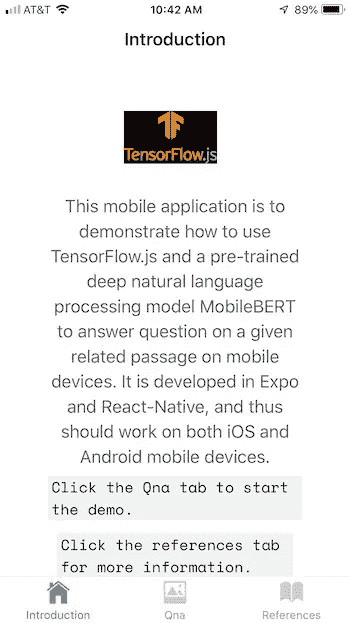 AT&T 10:42 AM 89%
Introduction
TensorFlow.js
This mobile application is to
demonstrate how to use
TensorFlow.js and a pre-trained
deep natural language
processing model MobileBERT
to answer question on a given
related passage on mobile
devices. It is developed in Expo
and React-Native, and thus
should work on both iOS and
Android mobile devices.
Click the Qna tab to start
the demo.
Click the references tab
for more information.
Introduction Qna References